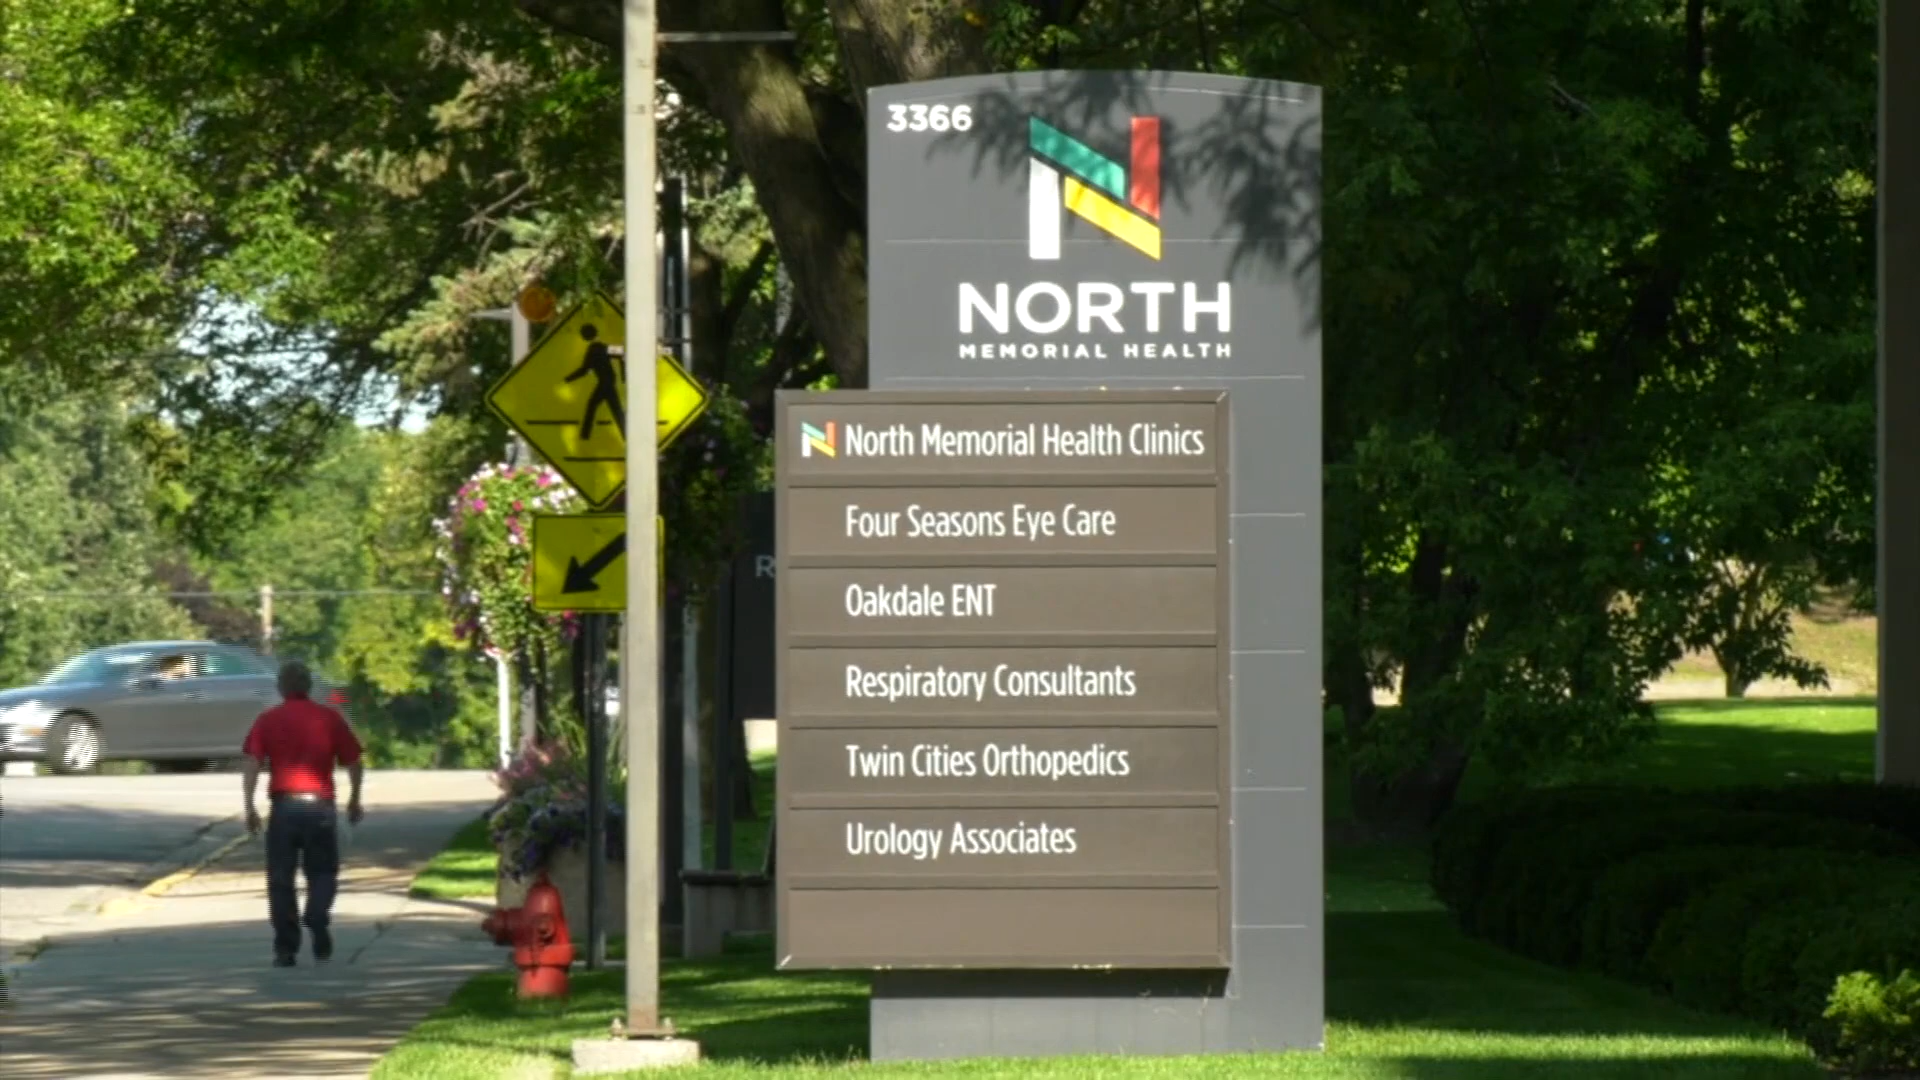 3366
NORTH
MEMORIAL HEALTH
North Memorial Health Clinics
Four Seasons Eye Care
Oakdale ENT
Respiratory Consultants
Twin Cities Orthopedics
Urology Associates